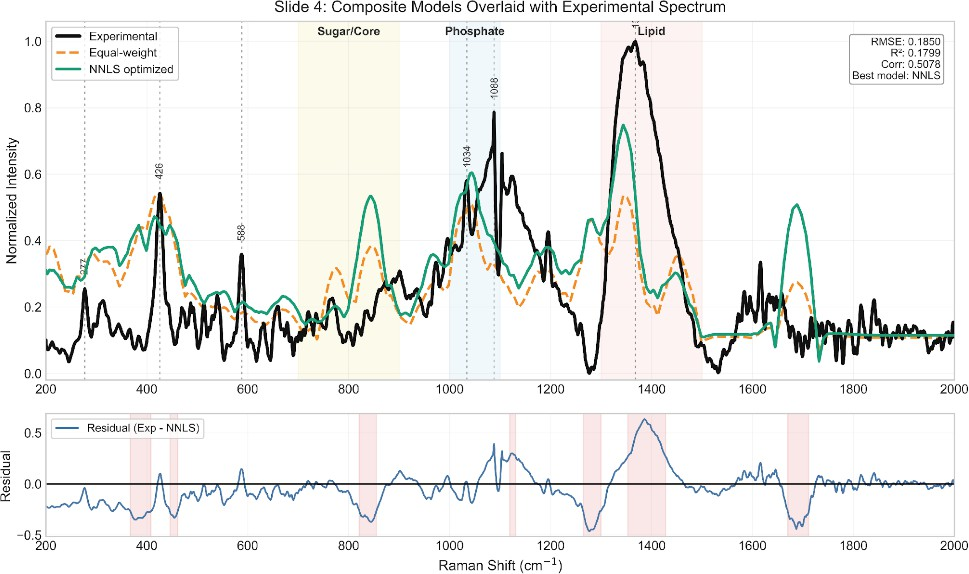 Slide 4: Composite Models Overlaid with Experimental Spectrum
Experimental
Equal-weight
NNLS optimized
Sugar/Core
Phosphate
Lipid
RMSE: 0.1850
R²: 0.1799
Corr: 0.5078
Best model: NNLS
277
426
588
1034
1088
Normalized Intensity
1.0
0.8
0.6
0.4
0.2
0.0
200 400 600 800 1000 1200 1400 1600 1800 2000
Residual (Exp - NNLS)
Residual
0.5
0.0
−0.5
200 400 600 800 1000 1200 1400 1600 1800 2000
Raman Shift (cm⁻¹)